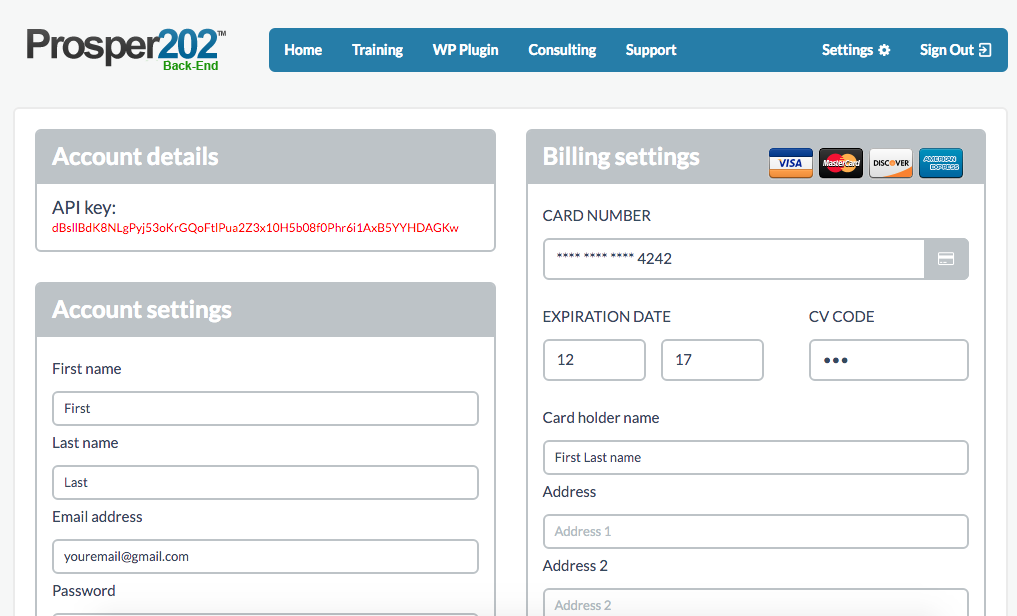 Prosper202™
Back-End
Home Training WP Plugin Consulting Support Settings Sign Out
Account details
API key:
dBsllBdK8NLgPyj53oKrGQoFtlPua2Z3x10H5b08f0Phr6i1AxB5YYHDAGKw
Account settings
First name
First
Last name
Last
Email address
youremail@gmail.com
Password
Billing settings
VISA MasterCard DISCOVER AMERICAN EXPRESS
CARD NUMBER
**** **** **** 4242
EXPIRATION DATE CV CODE
12 17 •••
Card holder name
First Last name
Address
Address 1
Address 2
Address 2